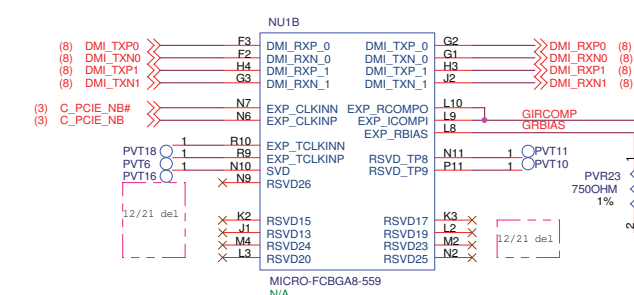 NU1B
(8) DMI_TXP0 F3 DMI_RXP_0 DMI_TXP_0 G2 DMI_RXP0 (8)
(8) DMI_TXN0 F2 DMI_RXN_0 DMI_TXN_0 G1 DMI_RXN0 (8)
(8) DMI_TXP1 H4 DMI_RXP_1 DMI_TXP_1 H3 DMI_RXP1 (8)
(8) DMI_TXN1 G3 DMI_RXN_1 DMI_TXN_1 J2 DMI_RXN1 (8)
(3) C_PCIE_NB# N7 EXP_CLKINN EXP_RCOMPO L10
(3) C_PCIE_NB N6 EXP_CLKINP EXP_ICOMPI L9 GIRCOMP
EXP_RBIAS L8 GRBIAS
PVT18 1 R10 EXP_TCLKINN
PVT6 1 R9 EXP_TCLKINP RSVD_TP8 N11 1 PVT11
PVT16 1 N10 SVD RSVD_TP9 P11 1 PVT10
N9 RSVD26
1
PVR23
750OHM
1%
2
12/21 del
K2 RSVD15 RSVD17 K3
J1 RSVD13 RSVD19 L2
M4 RSVD24 RSVD23 M2
L3 RSVD20 RSVD25 N2
12/21 del
MICRO-FCBGA8-559
N/A